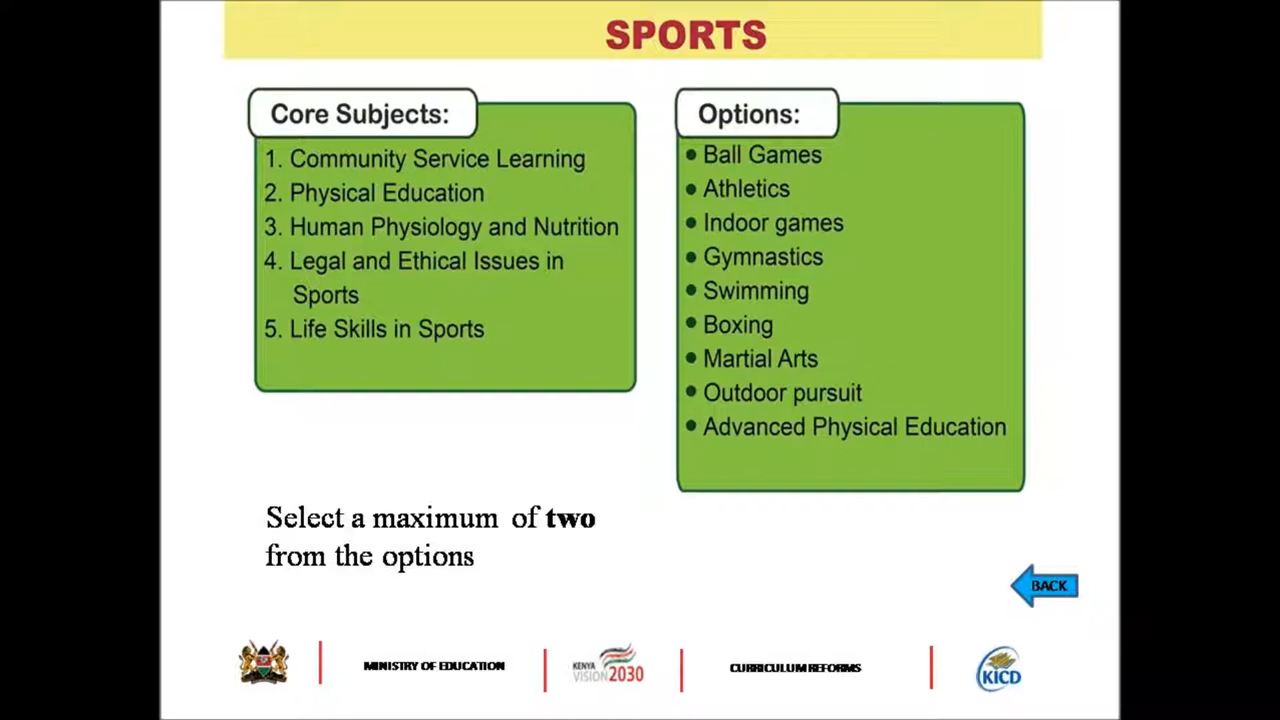 SPORTS
Core Subjects:
1. Community Service Learning
2. Physical Education
3. Human Physiology and Nutrition
4. Legal and Ethical Issues in
Sports
5. Life Skills in Sports
Options:
• Ball Games
• Athletics
• Indoor games
• Gymnastics
• Swimming
• Boxing
• Martial Arts
• Outdoor pursuit
• Advanced Physical Education
Select a maximum of two
from the options
BACK
MINISTRY OF EDUCATION
KENYA
VISION 2030
CURRICULUM REFORMS
KICD